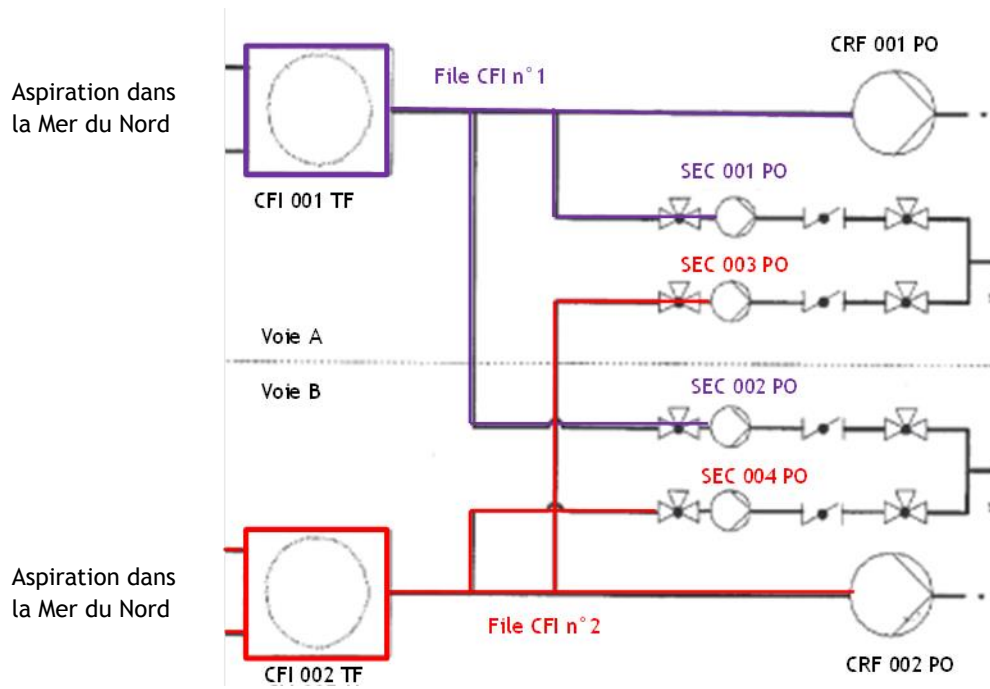 CRF 001 PO
File CFI n°1
Aspiration dans
la Mer du Nord
SEC 001 PO
CFI 001 TF
SEC 003 PO
Voie A
Voie B
SEC 002 PO
SEC 004 PO
Aspiration dans
la Mer du Nord
File CFI n°2
CRF 002 PO
CFI 002 TF